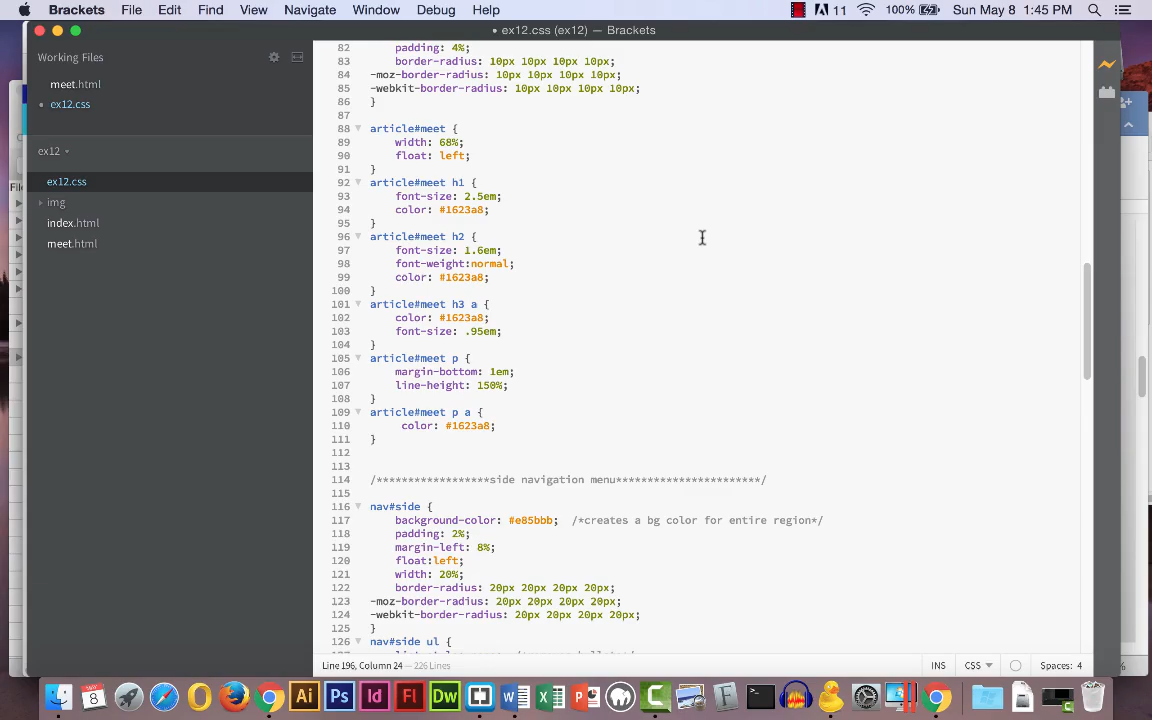 Brackets File Edit Find View Navigate Window Debug Help 11 100% Sun May 8 1:45 PM
• ex12.css (ex12) — Brackets
Working Files
meet.html
• ex12.css
ex12
ex12.css
img
index.html
meet.html
82 padding: 4%;
83 border-radius: 10px 10px 10px 10px;
84 -moz-border-radius: 10px 10px 10px 10px;
85 -webkit-border-radius: 10px 10px 10px 10px;
86 }
87
88 article#meet {
89 width: 68%;
90 float: left;
91 }
92 article#meet h1 {
93 font-size: 2.5em;
94 color: #1623a8;
95 }
96 article#meet h2 {
97 font-size: 1.6em;
98 font-weight:normal;
99 color: #1623a8;
100 }
101 article#meet h3 a {
102 color: #1623a8;
103 font-size: .95em;
104 }
105 article#meet p {
106 margin-bottom: 1em;
107 line-height: 150%;
108 }
109 article#meet p a {
110 color: #1623a8;
111 }
112
113
114 /******************side navigation menu***********************/
115
116 nav#side {
117 background-color: #e85bbb; /*creates a bg color for entire region*/
118 padding: 2%;
119 margin-left: 8%;
120 float:left;
121 width: 20%;
122 border-radius: 20px 20px 20px 20px;
123 -moz-border-radius: 20px 20px 20px 20px;
124 -webkit-border-radius: 20px 20px 20px 20px;
125 }
126 nav#side ul {
Line 196, Column 24 — 226 Lines INS CSS Spaces: 4
MAY 8 Ai Ps Id Fl Dw